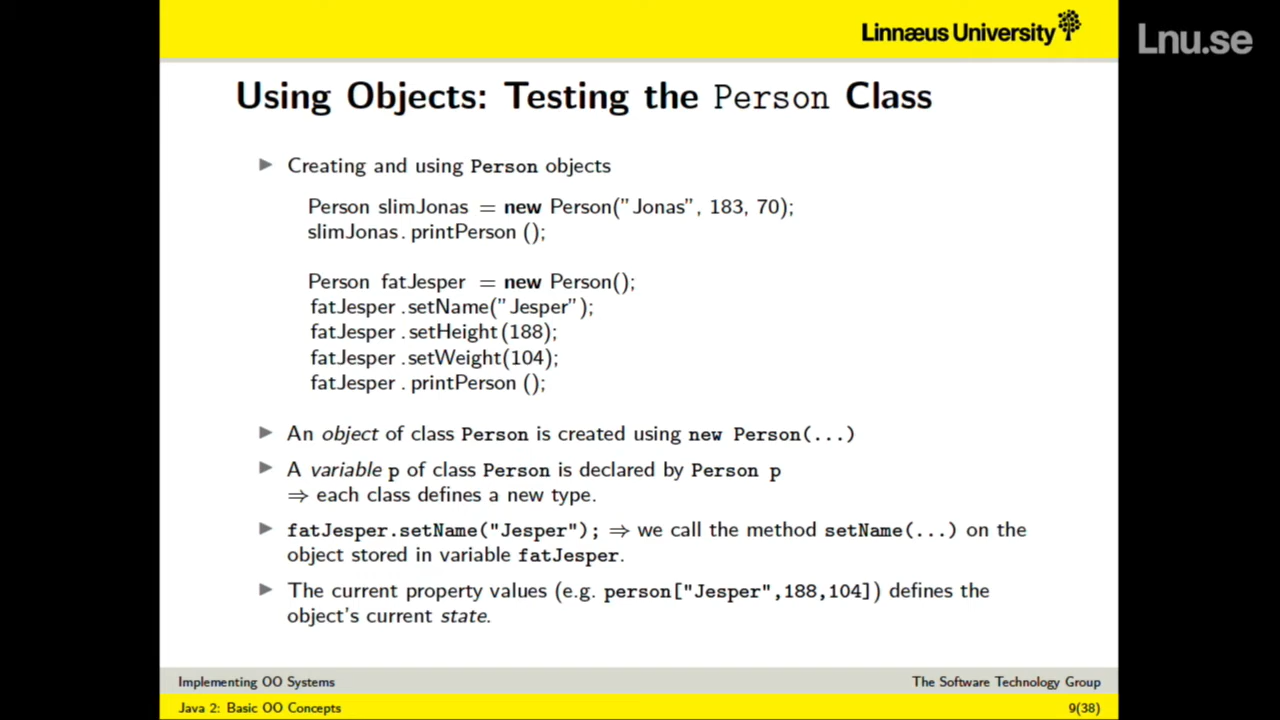 Linnæus University
Lnu.se
Using Objects: Testing the Person Class
▶ Creating and using Person objects
Person slimJonas = new Person("Jonas", 183, 70);
slimJonas.printPerson ();
Person fatJesper = new Person();
fatJesper.setName("Jesper");
fatJesper.setHeight(188);
fatJesper.setWeight(104);
fatJesper.printPerson ();
▶ An object of class Person is created using new Person(...)
▶ A variable p of class Person is declared by Person p
⇒ each class defines a new type.
▶ fatJesper.setName("Jesper"); ⇒ we call the method setName(...) on the
object stored in variable fatJesper.
▶ The current property values (e.g. person["Jesper",188,104]) defines the
object's current state.
Implementing OO Systems
The Software Technology Group
Java 2: Basic OO Concepts
9(38)